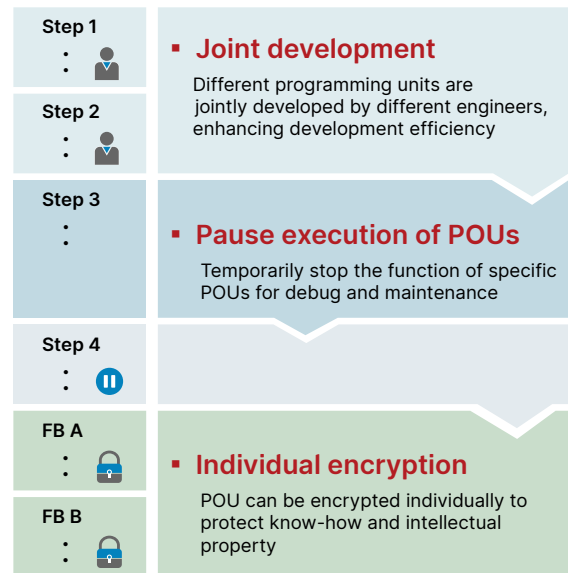 Step 1
:
▪ Joint development
Different programming units are
jointly developed by different engineers,
enhancing development efficiency
Step 2
:
Step 3
:
▪ Pause execution of POUs
Temporarily stop the function of specific
POUs for debug and maintenance
Step 4
:
FB A
:
▪ Individual encryption
POU can be encrypted individually to
protect know-how and intellectual
property
FB B
: